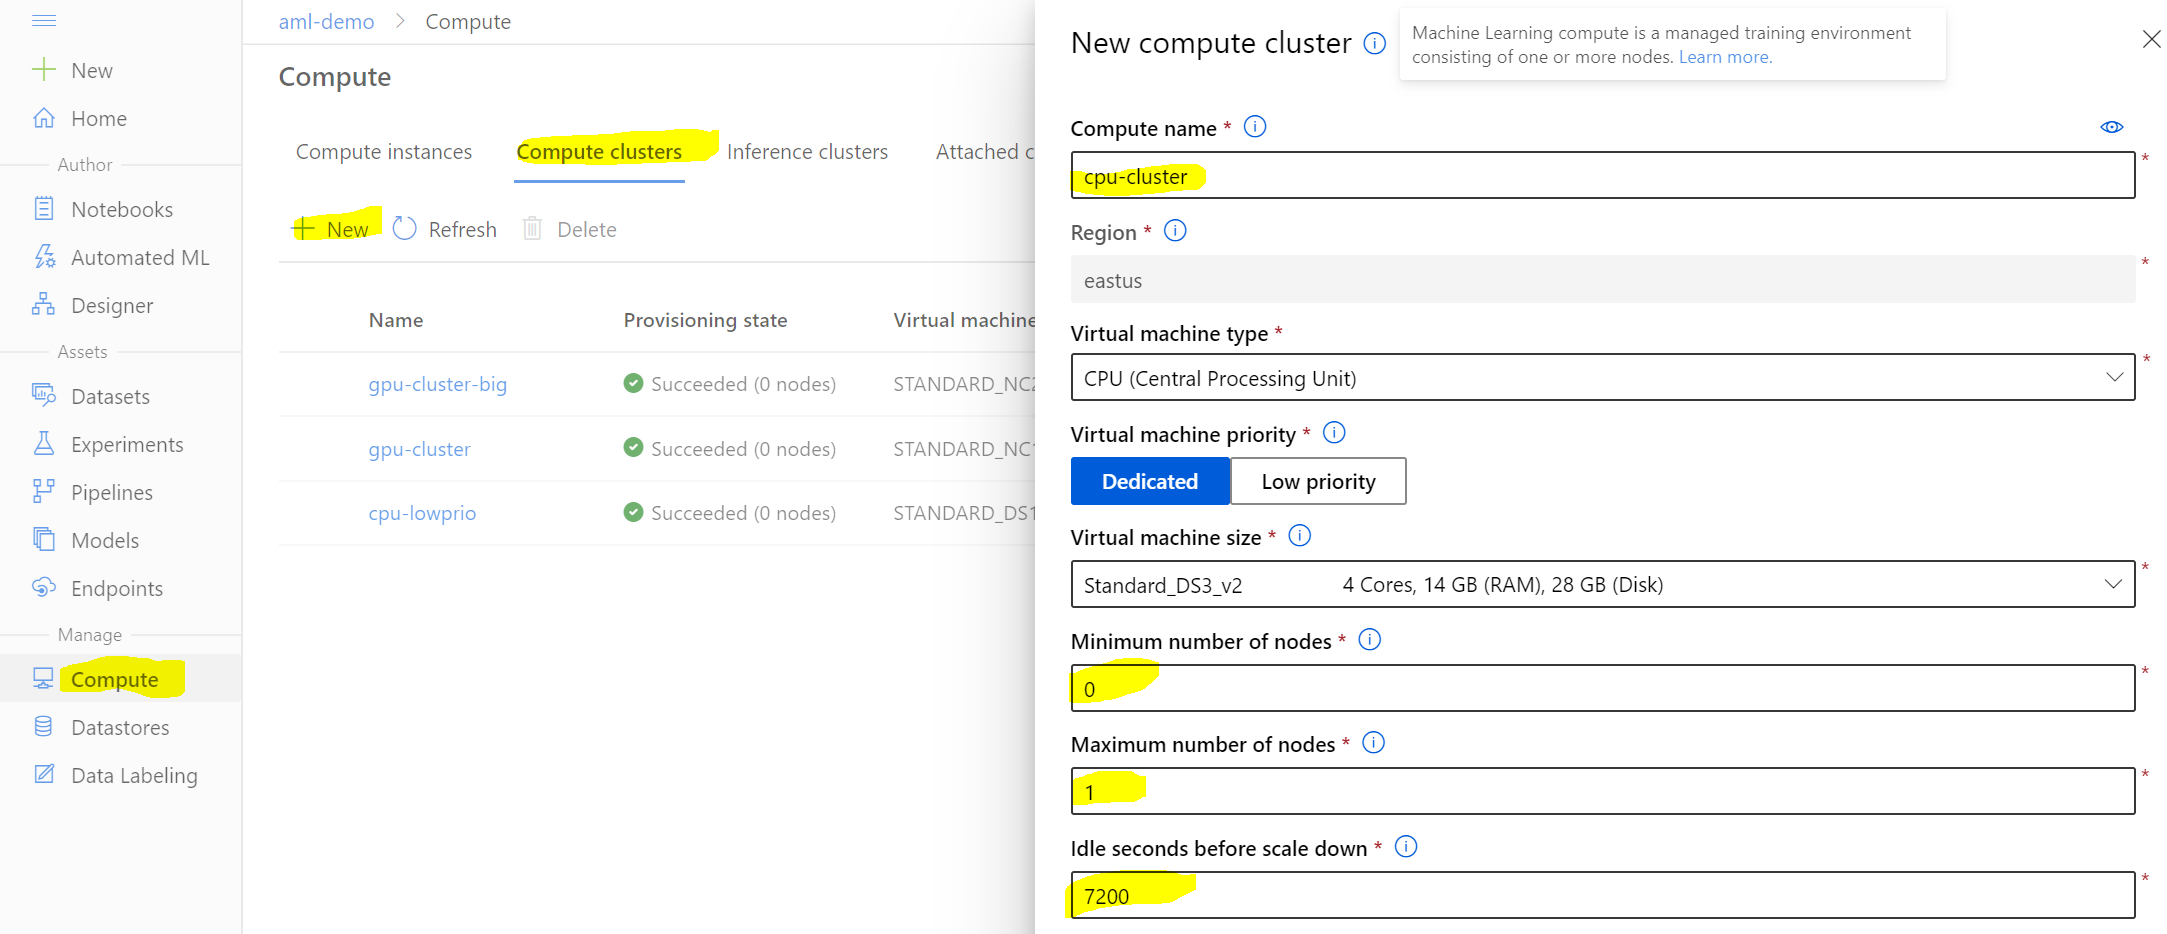 New
Home
Author
Notebooks
Automated ML
Designer
Assets
Datasets
Experiments
Pipelines
Models
Endpoints
Manage
Compute
Datastores
Data Labeling
aml-demo > Compute
Compute
Compute instances Compute clusters Inference clusters Attached c
New Refresh Delete
Name Provisioning state Virtual machine
gpu-cluster-big Succeeded (0 nodes) STANDARD_NC2
gpu-cluster Succeeded (0 nodes) STANDARD_NC1
cpu-lowprio Succeeded (0 nodes) STANDARD_DS1
New compute cluster
Machine Learning compute is a managed training environment
consisting of one or more nodes. Learn more.
Compute name *
cpu-cluster *
Region *
eastus *
Virtual machine type *
CPU (Central Processing Unit) *
Virtual machine priority *
Dedicated Low priority
Virtual machine size *
Standard_DS3_v2 4 Cores, 14 GB (RAM), 28 GB (Disk) *
Minimum number of nodes *
0 *
Maximum number of nodes *
1 *
Idle seconds before scale down *
7200 *